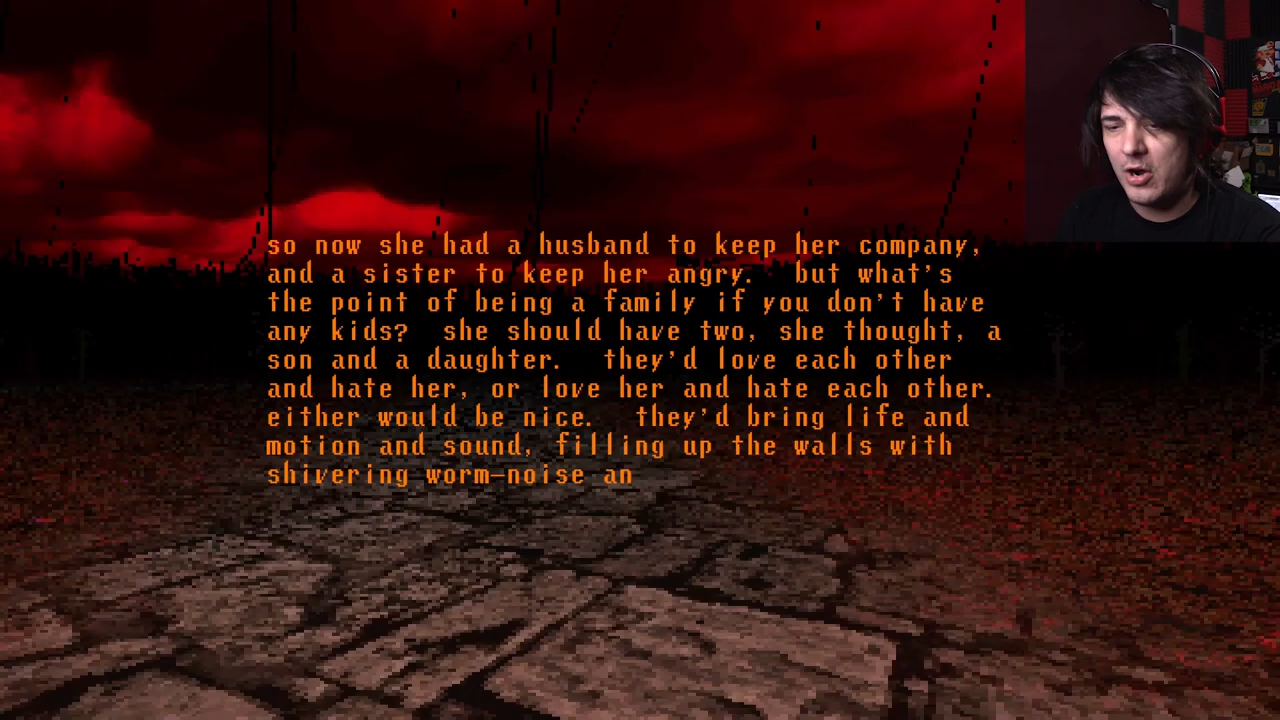 so now she had a husband to keep her company,
and a sister to keep her angry.  but what's
the point of being a family if you don't have
any kids?  she should have two, she thought, a
son and a daughter.  they'd love each other
and hate her, or love her and hate each other.
either would be nice.  they'd bring life and
motion and sound, filling up the walls with
shivering worm-noise an